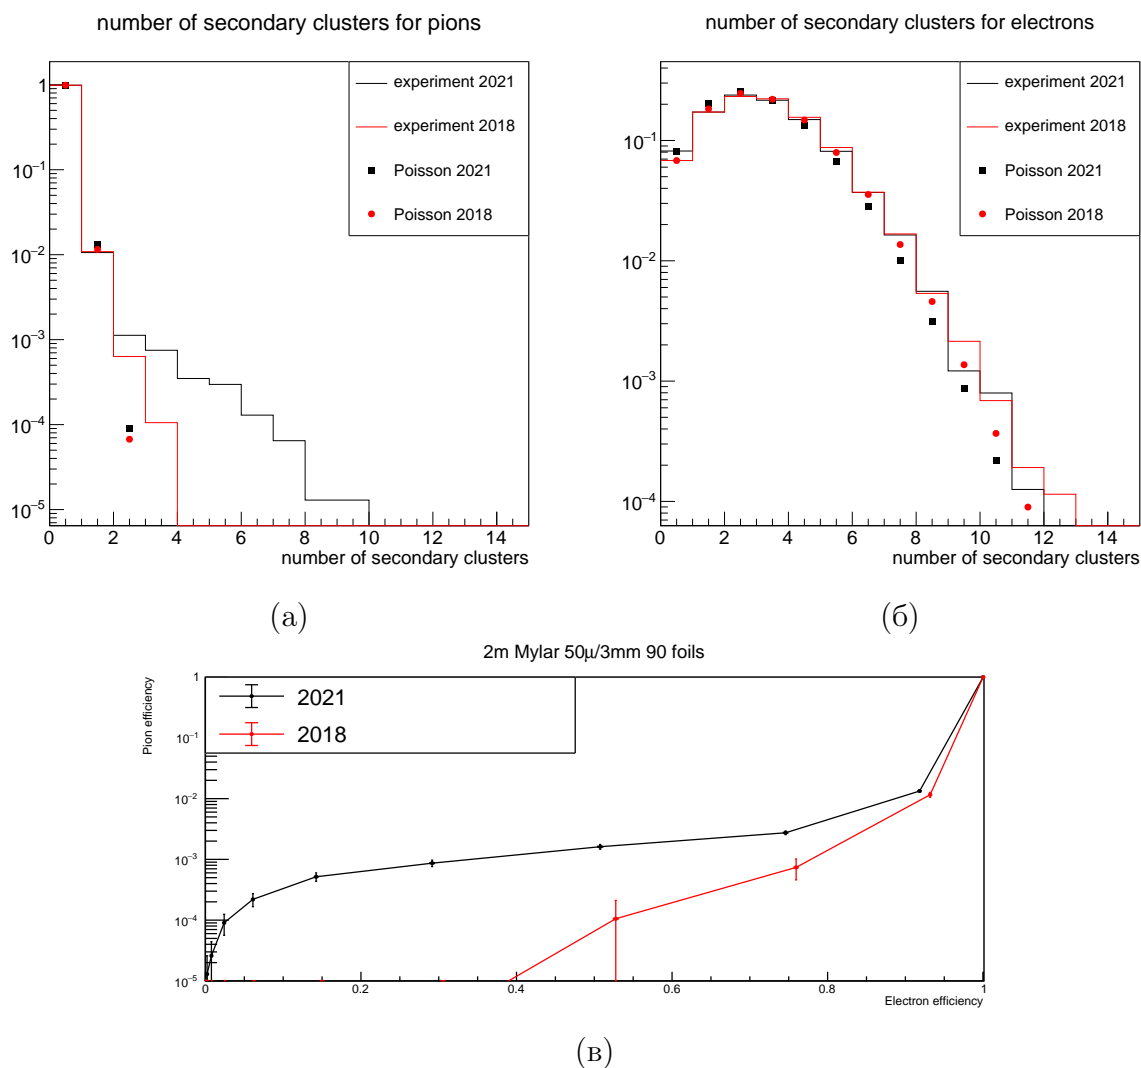 number of secondary clusters for pions
experiment 2021
experiment 2018
Poisson 2021
Poisson 2018
1
10⁻¹
10⁻²
10⁻³
10⁻⁴
10⁻⁵
0 2 4 6 8 10 12 14
number of secondary clusters
(а)
number of secondary clusters for electrons
experiment 2021
experiment 2018
Poisson 2021
Poisson 2018
10⁻¹
10⁻²
10⁻³
10⁻⁴
0 2 4 6 8 10 12 14
number of secondary clusters
(б)
2m Mylar 50μ/3mm 90 foils
Pion efficiency
2021
2018
1
10⁻¹
10⁻²
10⁻³
10⁻⁴
10⁻⁵
0 0.2 0.4 0.6 0.8 1
Electron efficiency
(в)